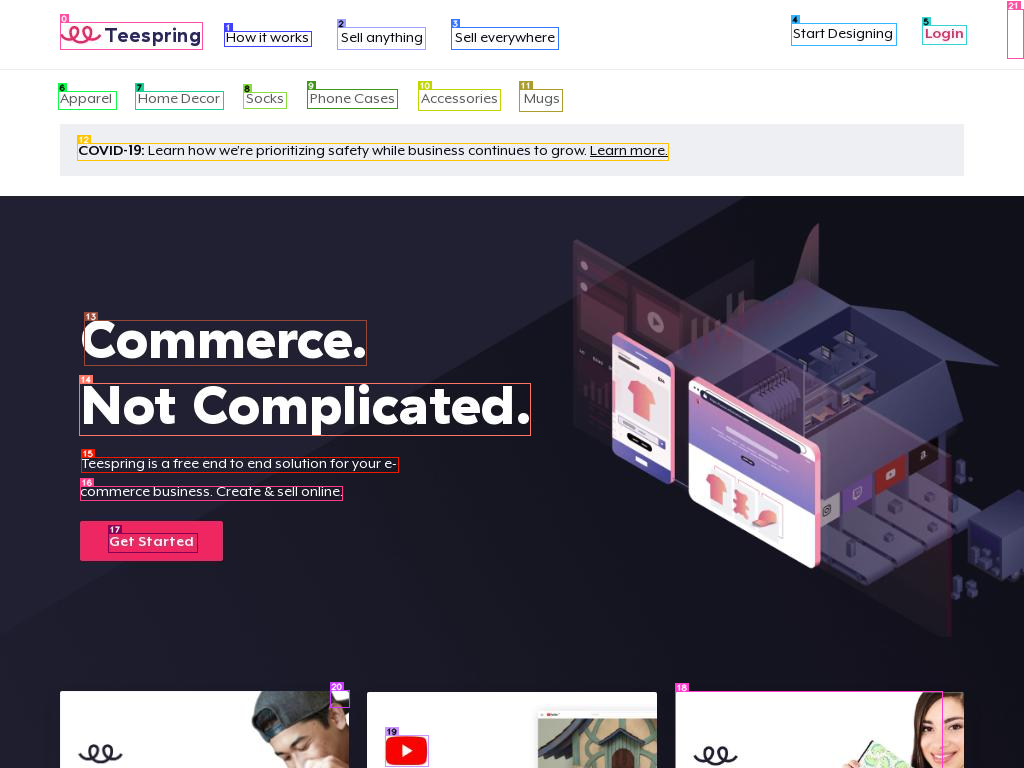 Teespring
How it works
Sell anything
Sell everywhere
Start Designing
Login
Apparel
Home Decor
Socks
Phone Cases
Accessories
Mugs
COVID-19: Learn how we're prioritizing safety while business continues to grow. Learn more.
Commerce.
Not Complicated.
Teespring is a free end to end solution for your e-
commerce business. Create & sell online.
Get Started